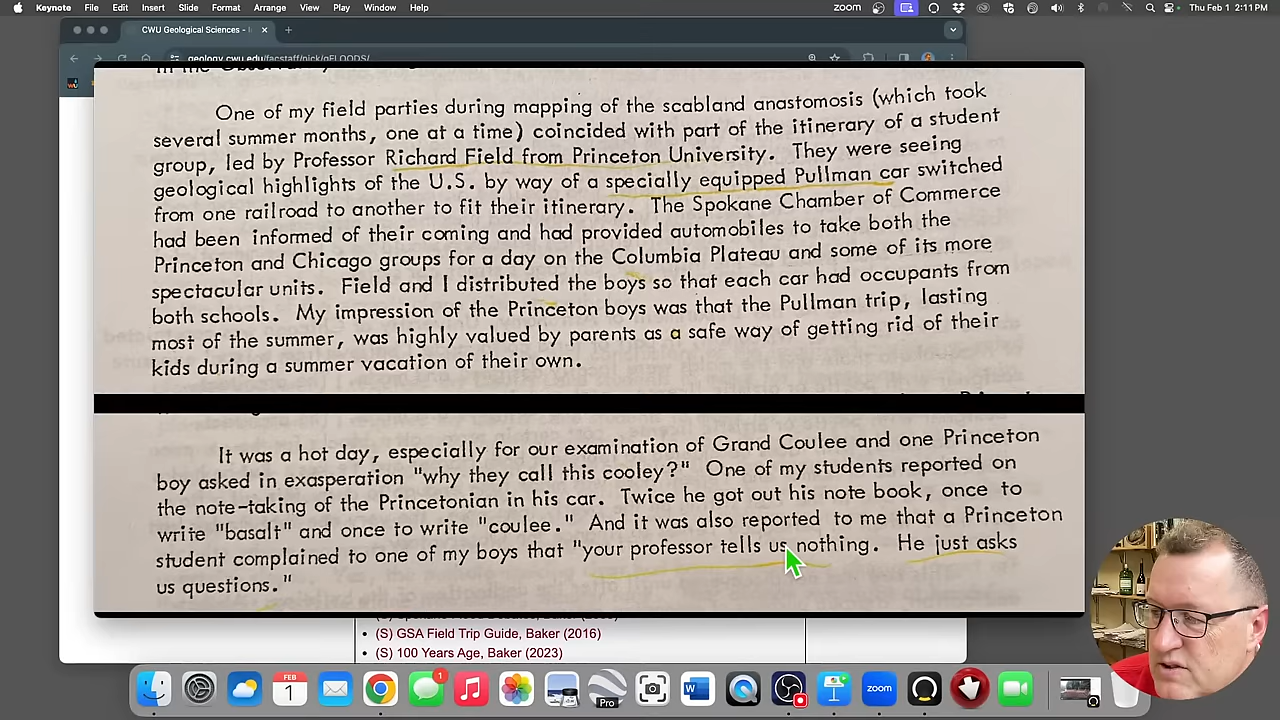 Keynote File Edit Insert Slide Format Arrange View Play Window Help zoom Thu Feb 1 2:11 PM
CWU Geological Sciences -
geology.cwu.edu/facstaff/nick/gFLOODS/
One of my field parties during mapping of the scabland anastomosis (which took
several summer months, one at a time) coincided with part of the itinerary of a student
group, led by Professor Richard Field from Princeton University. They were seeing
geological highlights of the U.S. by way of a specially equipped Pullman car switched
from one railroad to another to fit their itinerary. The Spokane Chamber of Commerce
had been informed of their coming and had provided automobiles to take both the
Princeton and Chicago groups for a day on the Columbia Plateau and some of its more
spectacular units. Field and I distributed the boys so that each car had occupants from
both schools. My impression of the Princeton boys was that the Pullman trip, lasting
most of the summer, was highly valued by parents as a safe way of getting rid of their
kids during a summer vacation of their own.
It was a hot day, especially for our examination of Grand Coulee and one Princeton
boy asked in exasperation "why they call this cooley?" One of my students reported on
the note-taking of the Princetonian in his car. Twice he got out his note book, once to
write "basalt" and once to write "coulee." And it was also reported to me that a Princeton
student complained to one of my boys that "your professor tells us nothing. He just asks
us questions."
• (S) GSA Field Trip Guide, Baker (2016)
• (S) 100 Years Age, Baker (2023)
FEB
1
1
Pro
zoom